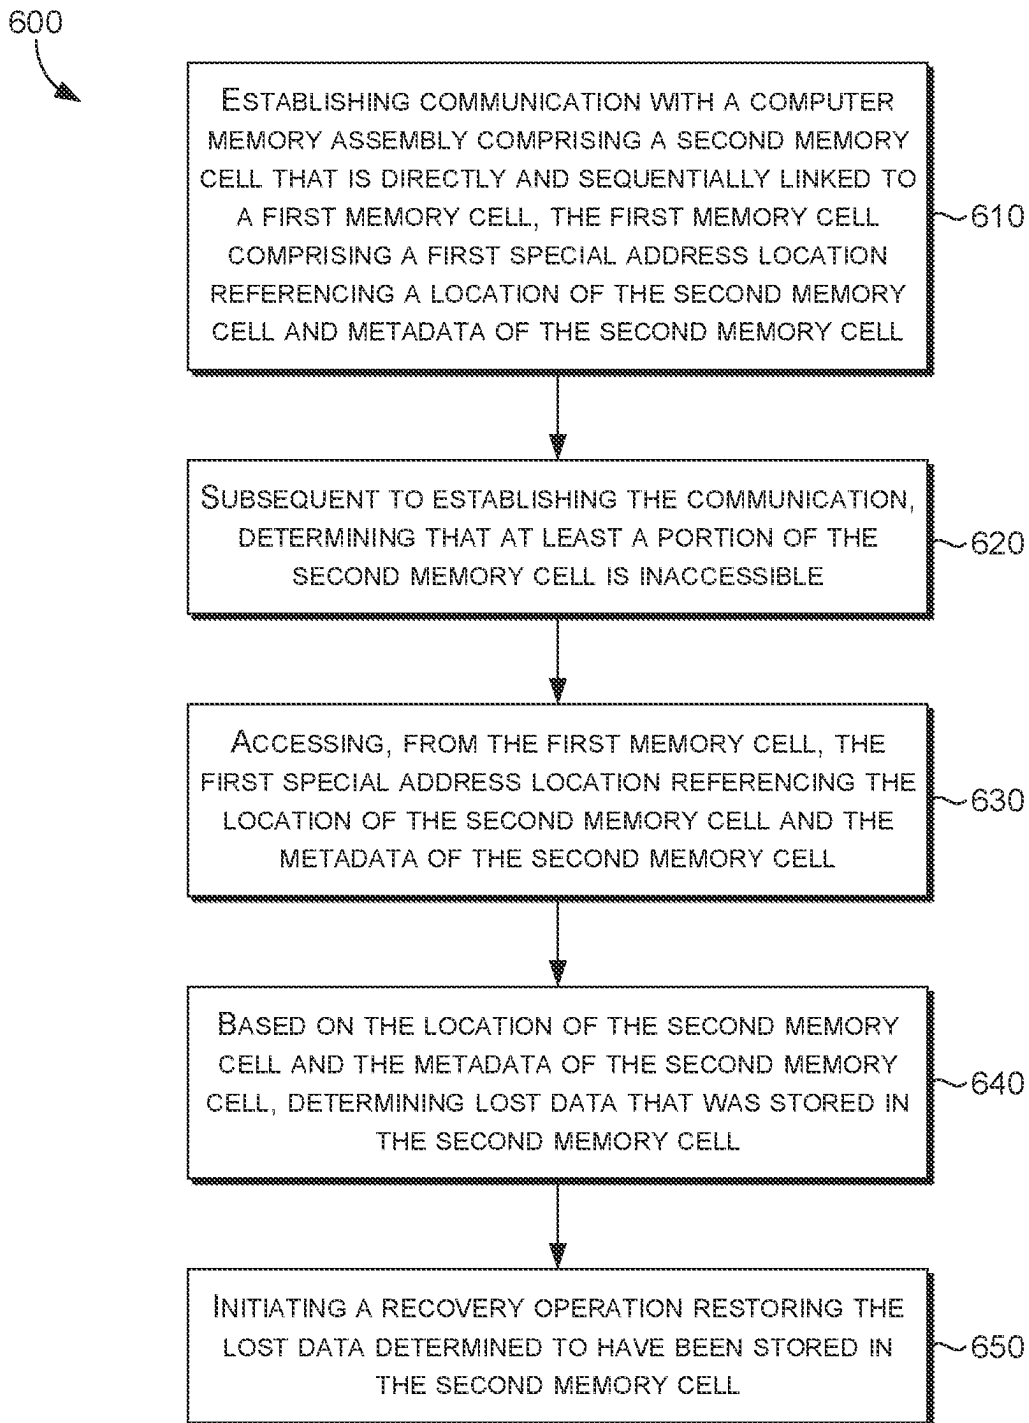 600
ESTABLISHING COMMUNICATION WITH A COMPUTER
MEMORY ASSEMBLY COMPRISING A SECOND MEMORY
CELL THAT IS DIRECTLY AND SEQUENTIALLY LINKED TO
A FIRST MEMORY CELL, THE FIRST MEMORY CELL
COMPRISING A FIRST SPECIAL ADDRESS LOCATION
REFERENCING A LOCATION OF THE SECOND MEMORY
CELL AND METADATA OF THE SECOND MEMORY CELL
610
SUBSEQUENT TO ESTABLISHING THE COMMUNICATION,
DETERMINING THAT AT LEAST A PORTION OF THE
SECOND MEMORY CELL IS INACCESSIBLE
620
ACCESSING, FROM THE FIRST MEMORY CELL, THE
FIRST SPECIAL ADDRESS LOCATION REFERENCING THE
LOCATION OF THE SECOND MEMORY CELL AND THE
METADATA OF THE SECOND MEMORY CELL
630
BASED ON THE LOCATION OF THE SECOND MEMORY
CELL AND THE METADATA OF THE SECOND MEMORY
CELL, DETERMINING LOST DATA THAT WAS STORED IN
THE SECOND MEMORY CELL
640
INITIATING A RECOVERY OPERATION RESTORING THE
LOST DATA DETERMINED TO HAVE BEEN STORED IN
THE SECOND MEMORY CELL
650